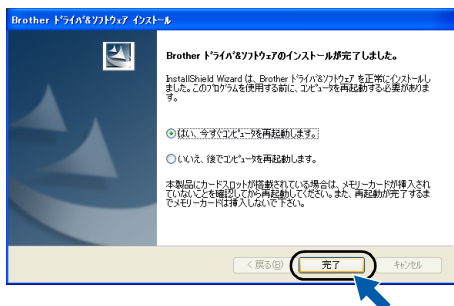 Brother ﾄﾞﾗｲﾊﾞ&ｿﾌﾄｳｪｱ ｲﾝｽﾄｰﾙ
Brother ﾄﾞﾗｲﾊﾞ&ｿﾌﾄｳｪｱのインストールが完了しました。
InstallShield Wizard は、Brother ﾄﾞﾗｲﾊﾞ&ｿﾌﾄｳｪｱ を正常にｲﾝｽﾄｰﾙし
ました。このﾌﾟﾛｸﾞﾗﾑを使用する前に、ｺﾝﾋﾟｭｰﾀを再起動する必要がありま
す。
はい、今すぐｺﾝﾋﾟｭｰﾀを再起動します。
いいえ、後でｺﾝﾋﾟｭｰﾀを再起動します。
本製品にカードスロットが搭載されている場合は、メモリーカードが挿入され
ていないことを確認してから再起動してください。また、再起動が完了するま
でメモリーカードは挿入しないで下さい。
< 戻る(B)
完了
キャンセル